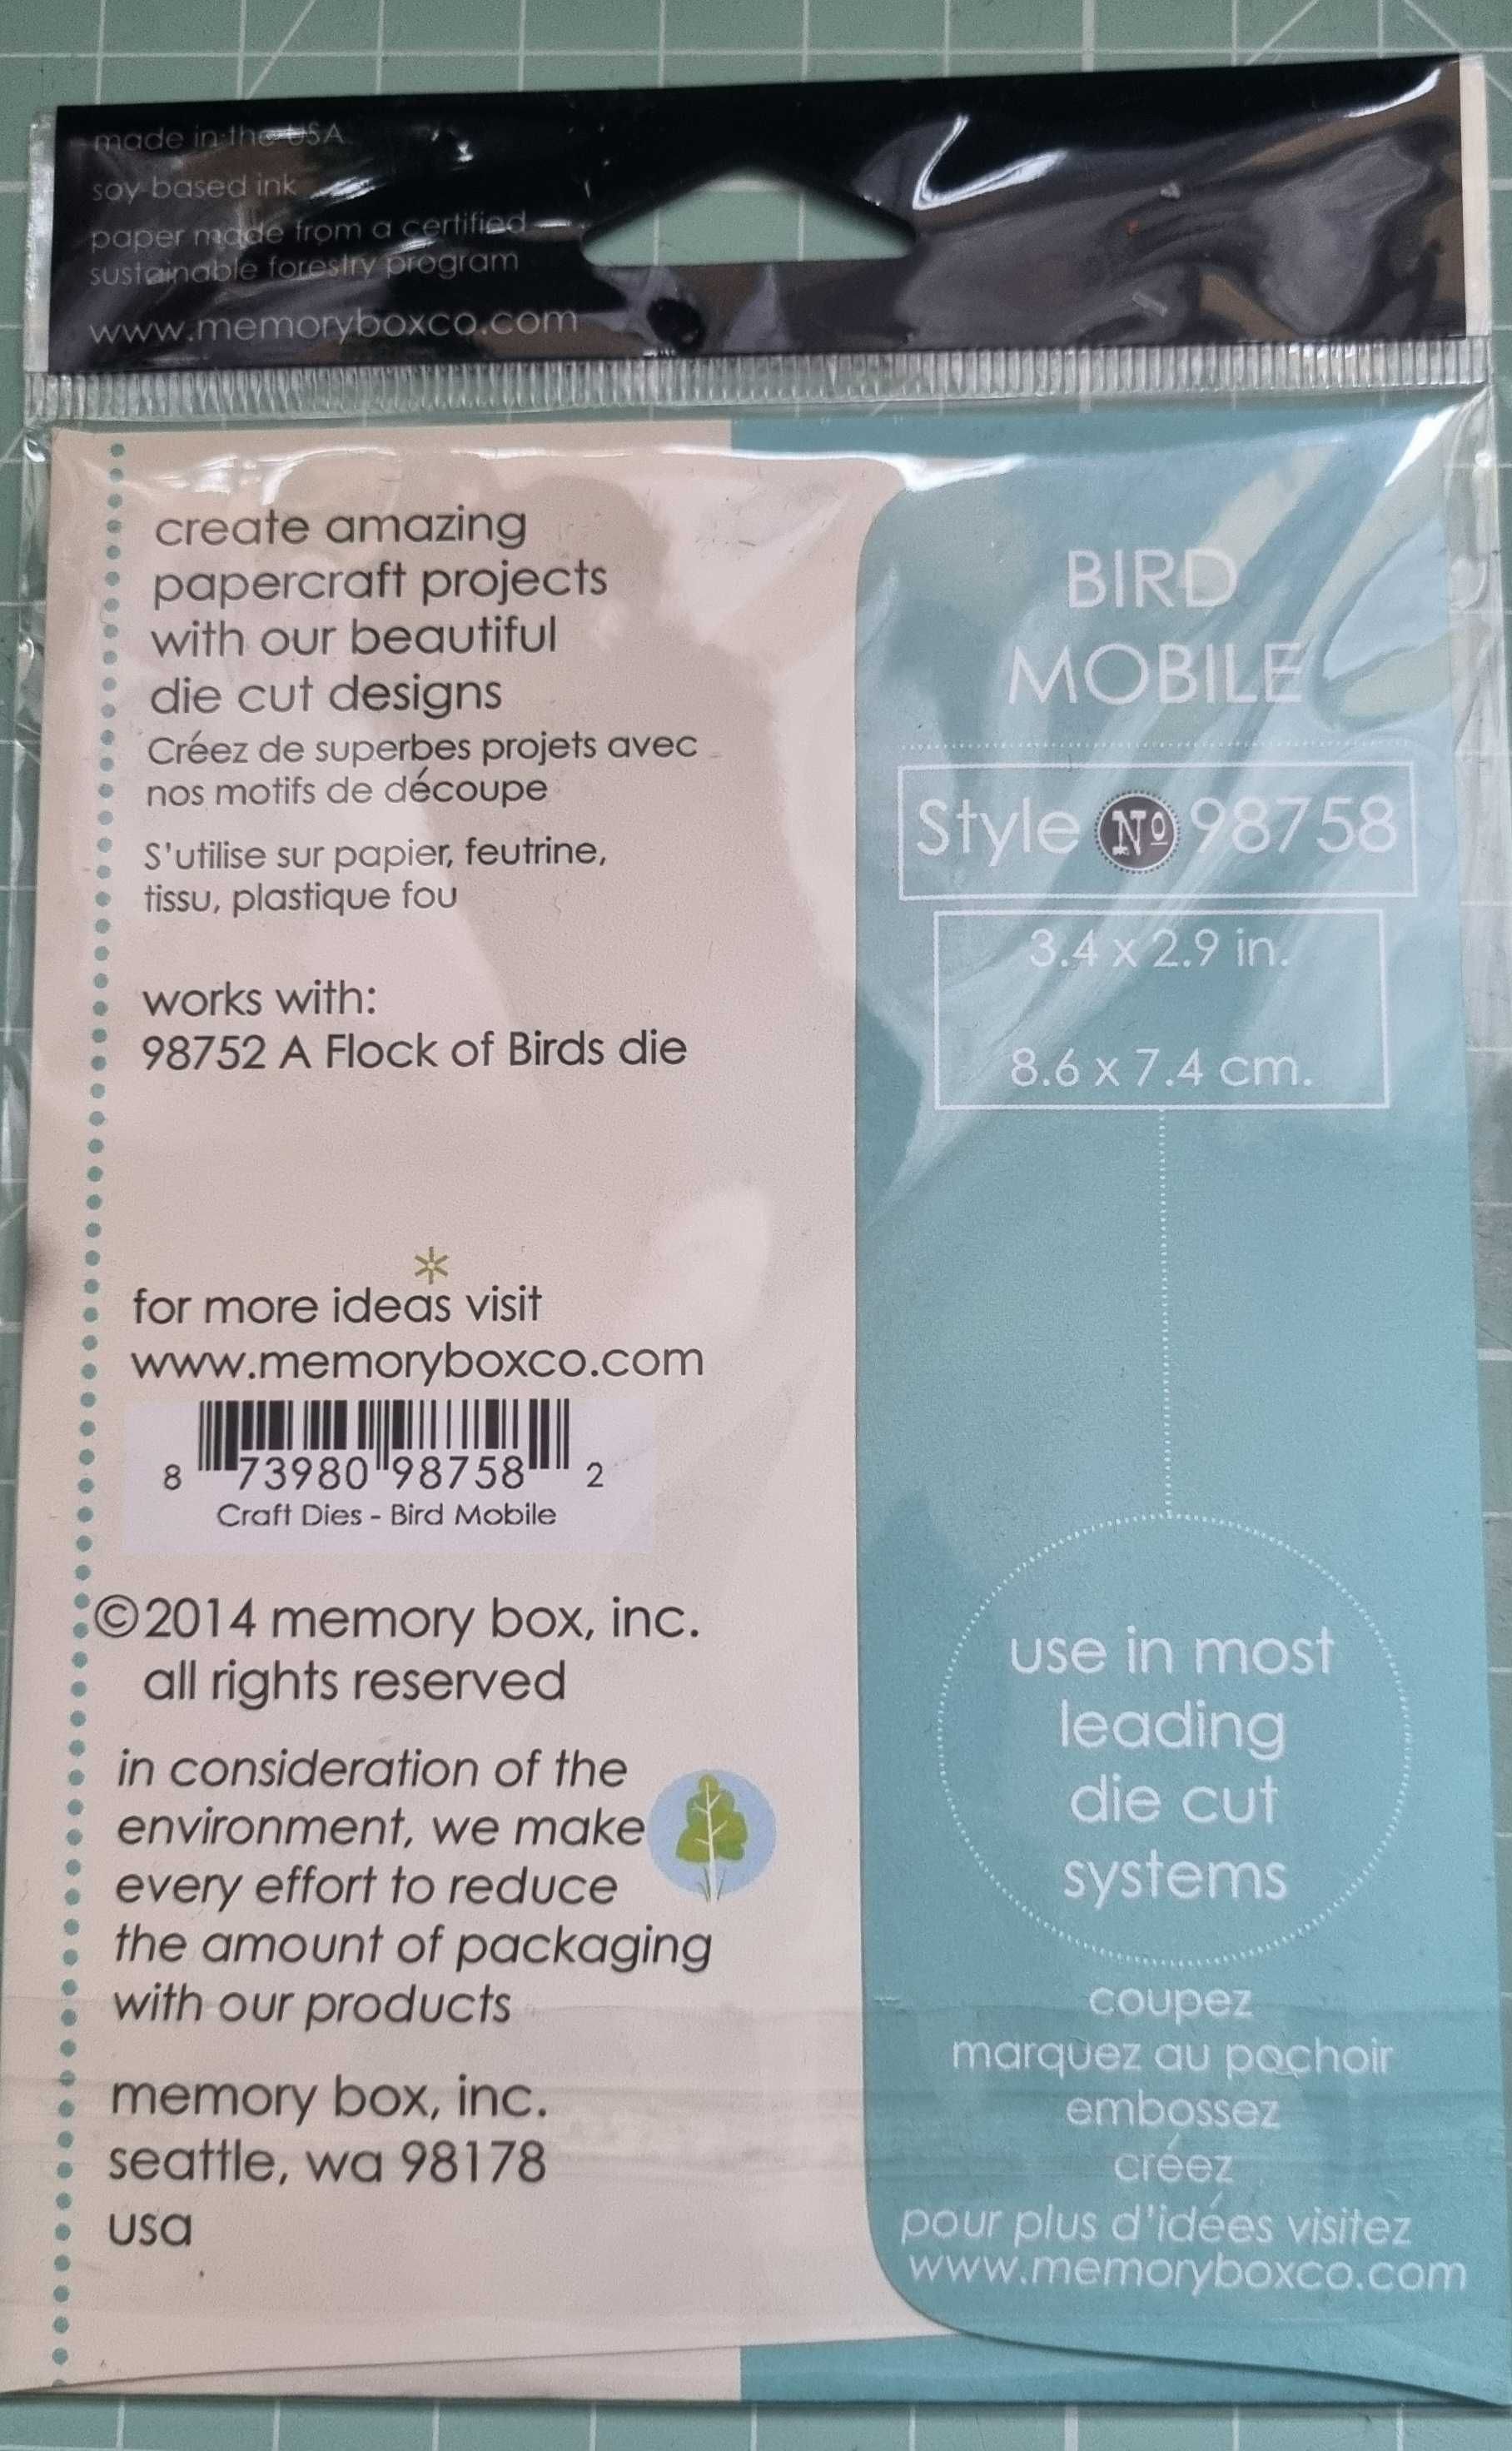 made in the USA
soy-based ink
paper made from a certified
sustainable forestry program
www.memoryboxco.com
create amazing
papercraft projects
with our beautiful
die cut designs
Créez de superbes projets avec
nos motifs de découpe
S'utilise sur papier, feutrine,
tissu, plastique fou
works with:
98752 A Flock of Birds die
for more ideas visit
www.memoryboxco.com
8 73980 98758 2
Craft Dies - Bird Mobile
©2014 memory box, inc.
all rights reserved
in consideration of the
environment, we make
every effort to reduce
the amount of packaging
with our products
memory box, inc.
seattle, wa 98178
usa
BIRD
MOBILE
Style Nº 98758
3.4 x 2.9 in.
8.6 x 7.4 cm.
use in most
leading
die cut
systems
coupez
marquez au pochoir
embossez
créez
pour plus d'idées visitez
www.memoryboxco.com